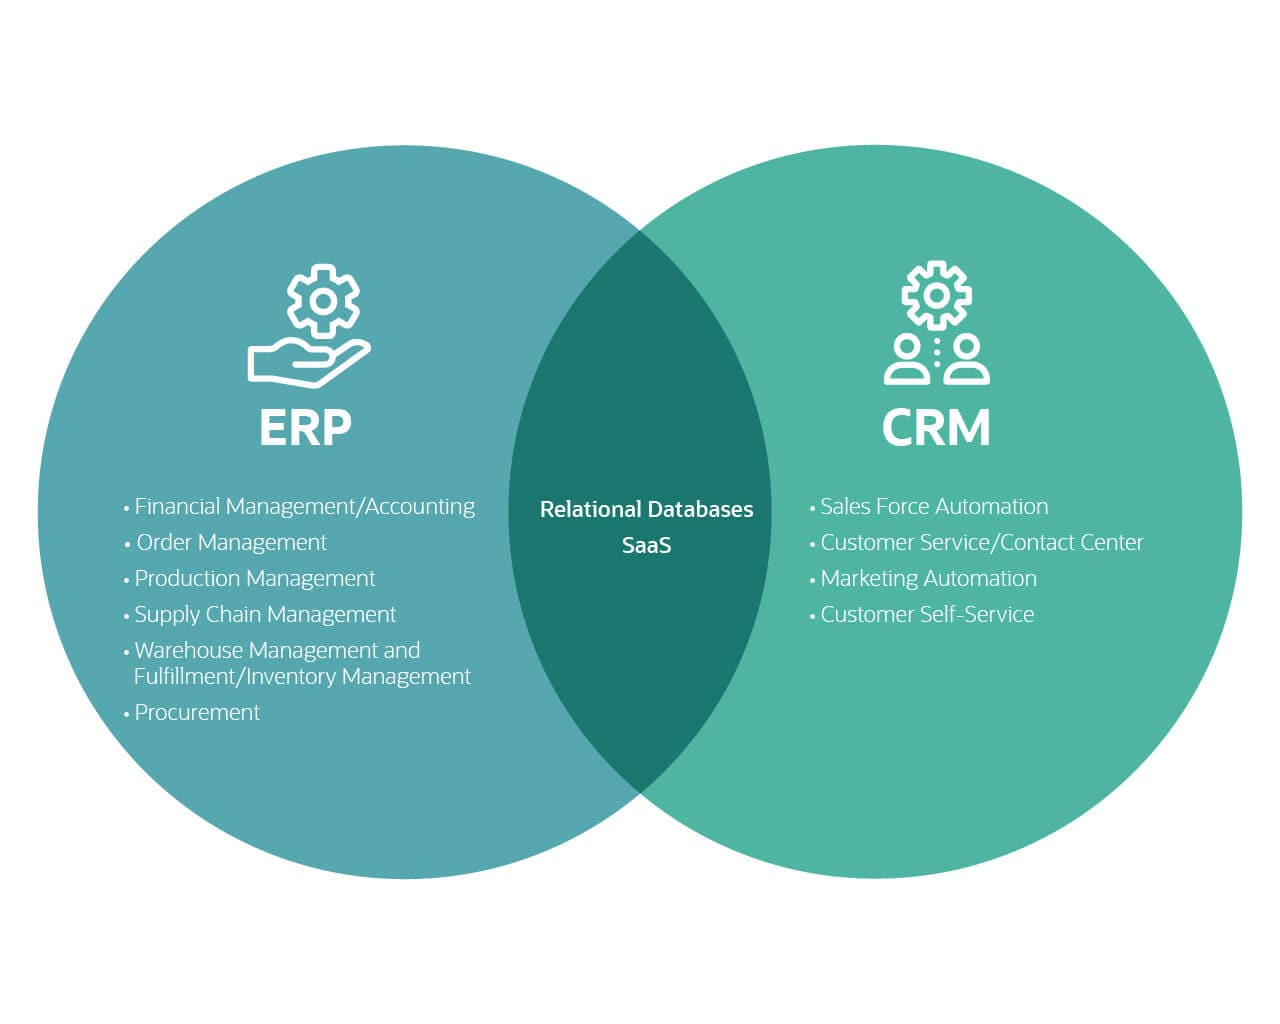 ERP
• Financial Management/Accounting
• Order Management
• Production Management
• Supply Chain Management
• Warehouse Management and
Fulfillment/Inventory Management
• Procurement
Relational Databases
SaaS
CRM
• Sales Force Automation
• Customer Service/Contact Center
• Marketing Automation
• Customer Self-Service